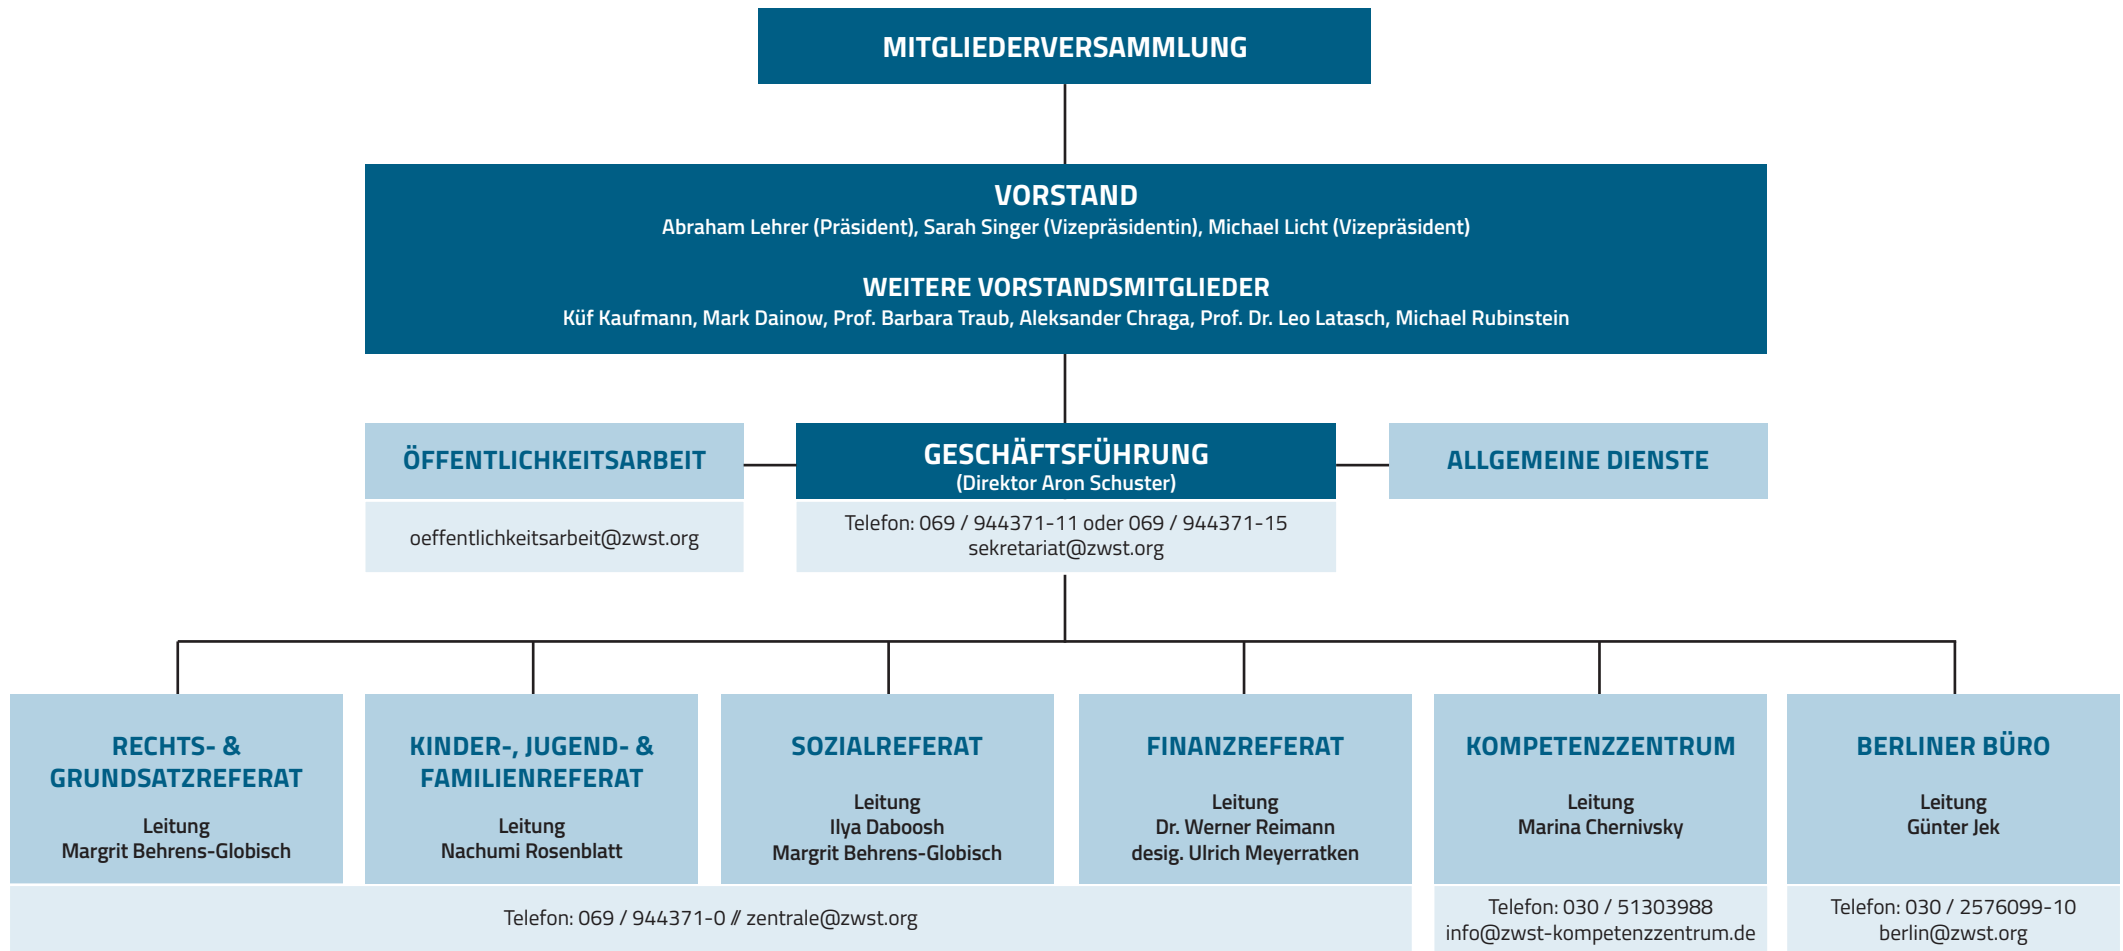 MITGLIEDERVERSAMMLUNG
VORSTAND
Abraham Lehrer (Präsident), Sarah Singer (Vizepräsidentin), Michael Licht (Vizepräsident)
WEITERE VORSTANDSMITGLIEDER
Küf Kaufmann, Mark Dainow, Prof. Barbara Traub, Aleksander Chraga, Prof. Dr. Leo Latasch, Michael Rubinstein
ÖFFENTLICHKEITSARBEIT
oeffentlichkeitsarbeit@zwst.org
GESCHÄFTSFÜHRUNG
(Direktor Aron Schuster)
Telefon: 069 / 944371-11 oder 069 / 944371-15
sekretariat@zwst.org
ALLGEMEINE DIENSTE
RECHTS- &
GRUNDSATZREFERAT
Leitung
Margrit Behrens-Globisch
KINDER-, JUGEND- &
FAMILIENREFERAT
Leitung
Nachumi Rosenblatt
SOZIALREFERAT
Leitung
Ilya Daboosh
Margrit Behrens-Globisch
FINANZREFERAT
Leitung
Dr. Werner Reimann
desig. Ulrich Meyerratken
Telefon: 069 / 944371-0 // zentrale@zwst.org
KOMPETENZZENTRUM
Leitung
Marina Chernivsky
Telefon: 030 / 51303988
info@zwst-kompetenzzentrum.de
BERLINER BÜRO
Leitung
Günter Jek
Telefon: 030 / 2576099-10
berlin@zwst.org